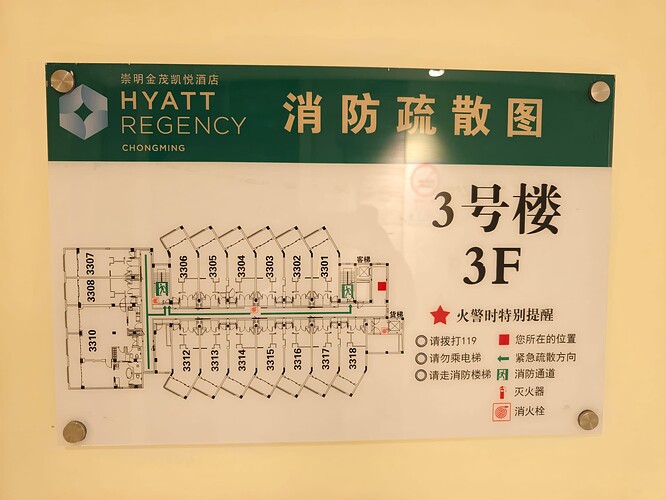 崇明金茂凯悦酒店
HYATT
REGENCY
CHONGMING
消防疏散图
3号楼
3F
火警时特别提醒
请拨打119
请勿乘电梯
请走消防楼梯
您所在的位置
紧急疏散方向
消防通道
灭火器
消火栓
3307
3308
3310
3306
3305
3304
3303
3302
3301
客梯
货梯
3312
3313
3314
3315
3316
3317
3318